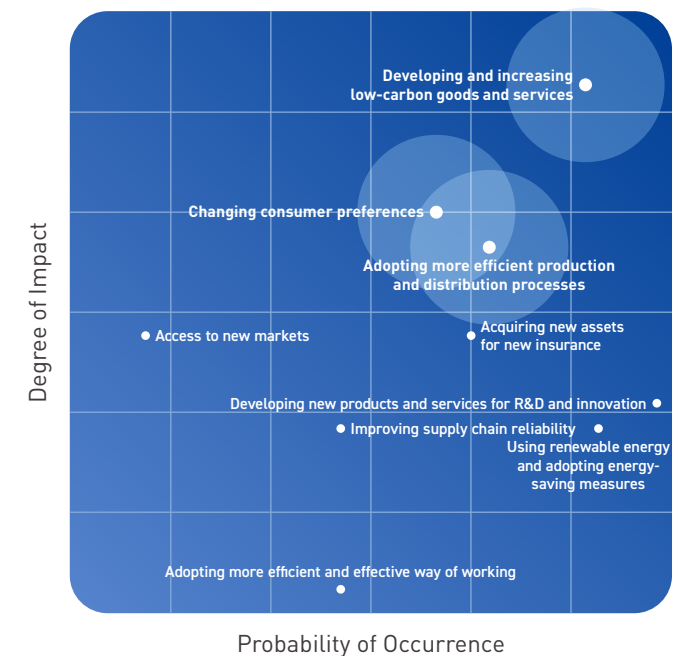 Developing and increasing
low-carbon goods and services
Changing consumer preferences
Adopting more efficient production
and distribution processes
Access to new markets
Acquiring new assets
for new insurance
Developing new products and services for R&D and innovation
Improving supply chain reliability
Using renewable energy
and adopting energy-
saving measures
Adopting more efficient and effective way of working
Degree of Impact
Probability of Occurrence